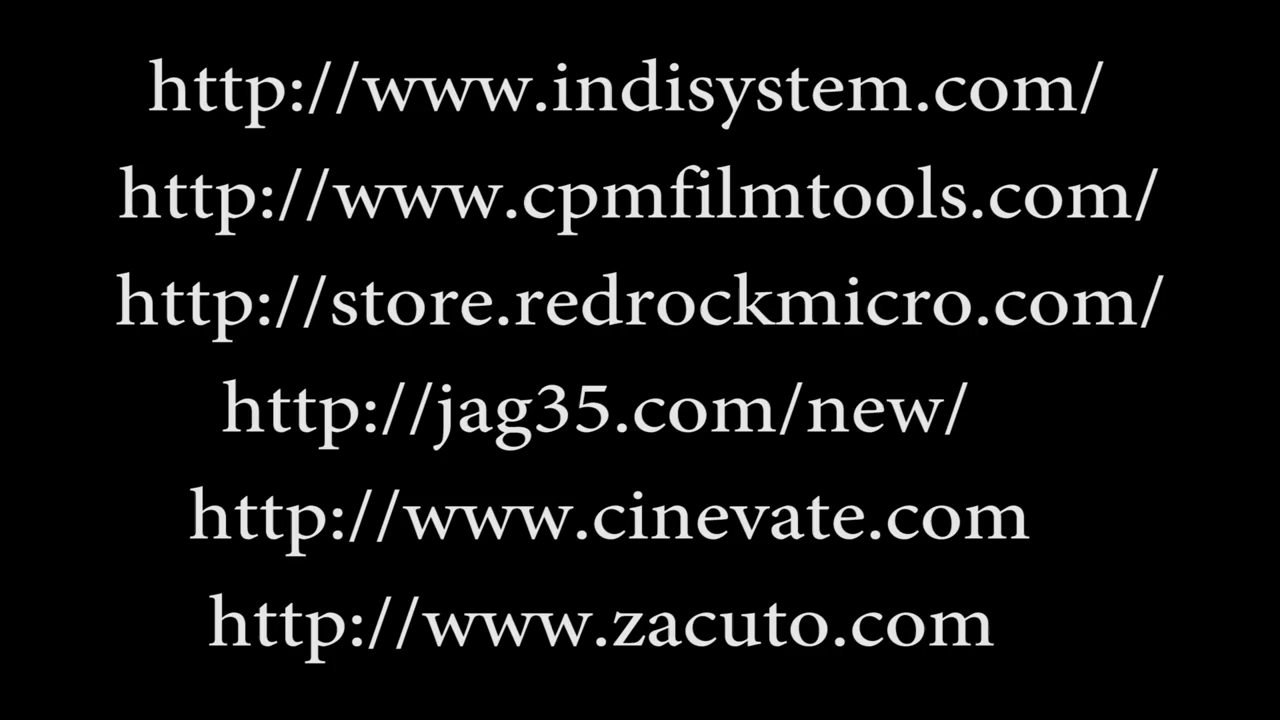 http://www.indisystem.com/
http://www.cpmfilmtools.com/
http://store.redrockmicro.com/
http://jag35.com/new/
http://www.cinevate.com
http://www.zacuto.com